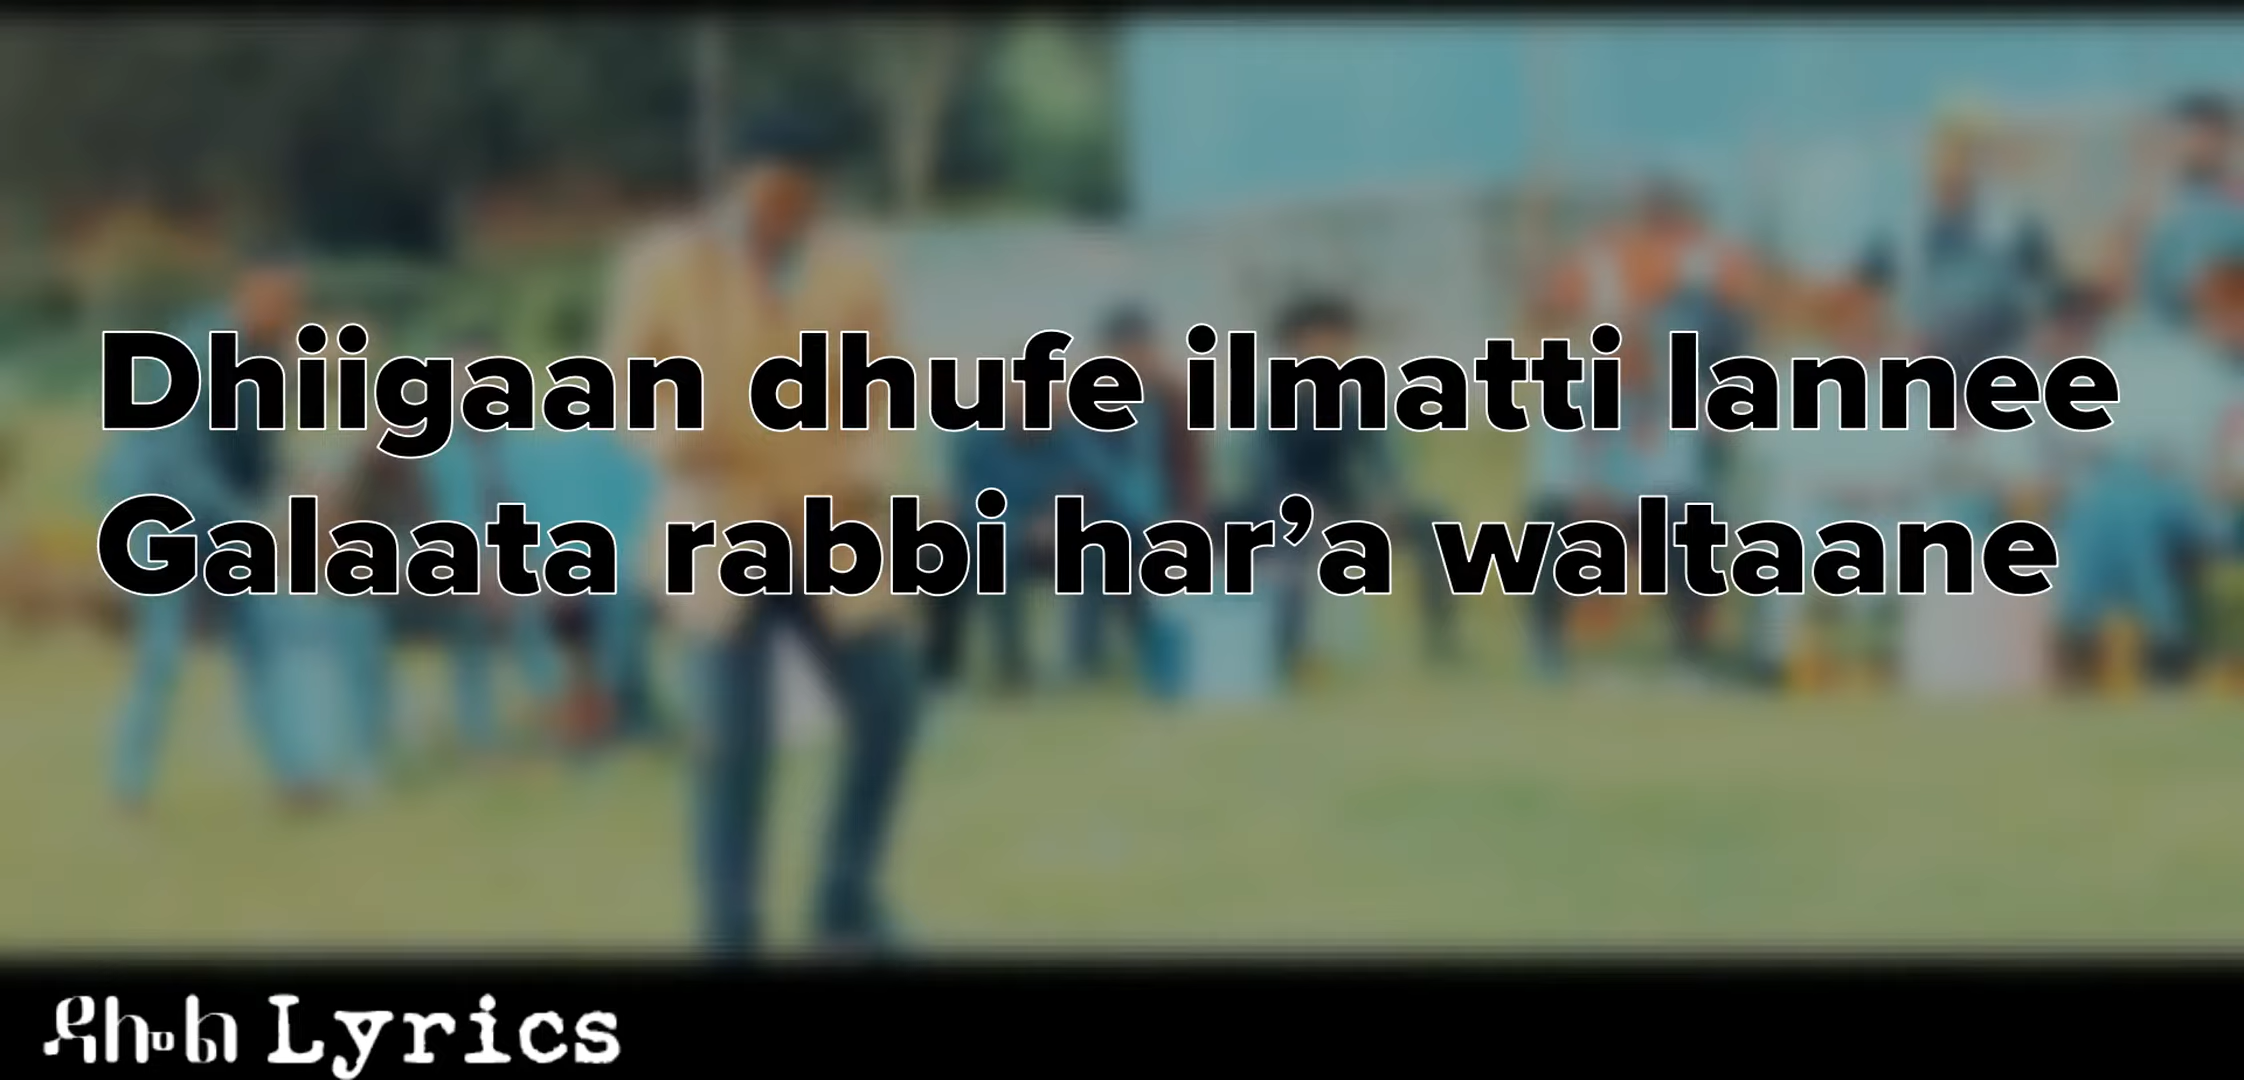 Dhiigaan dhufe ilmatti lannee
Galaata rabbi har’a waltaane
Lyrics